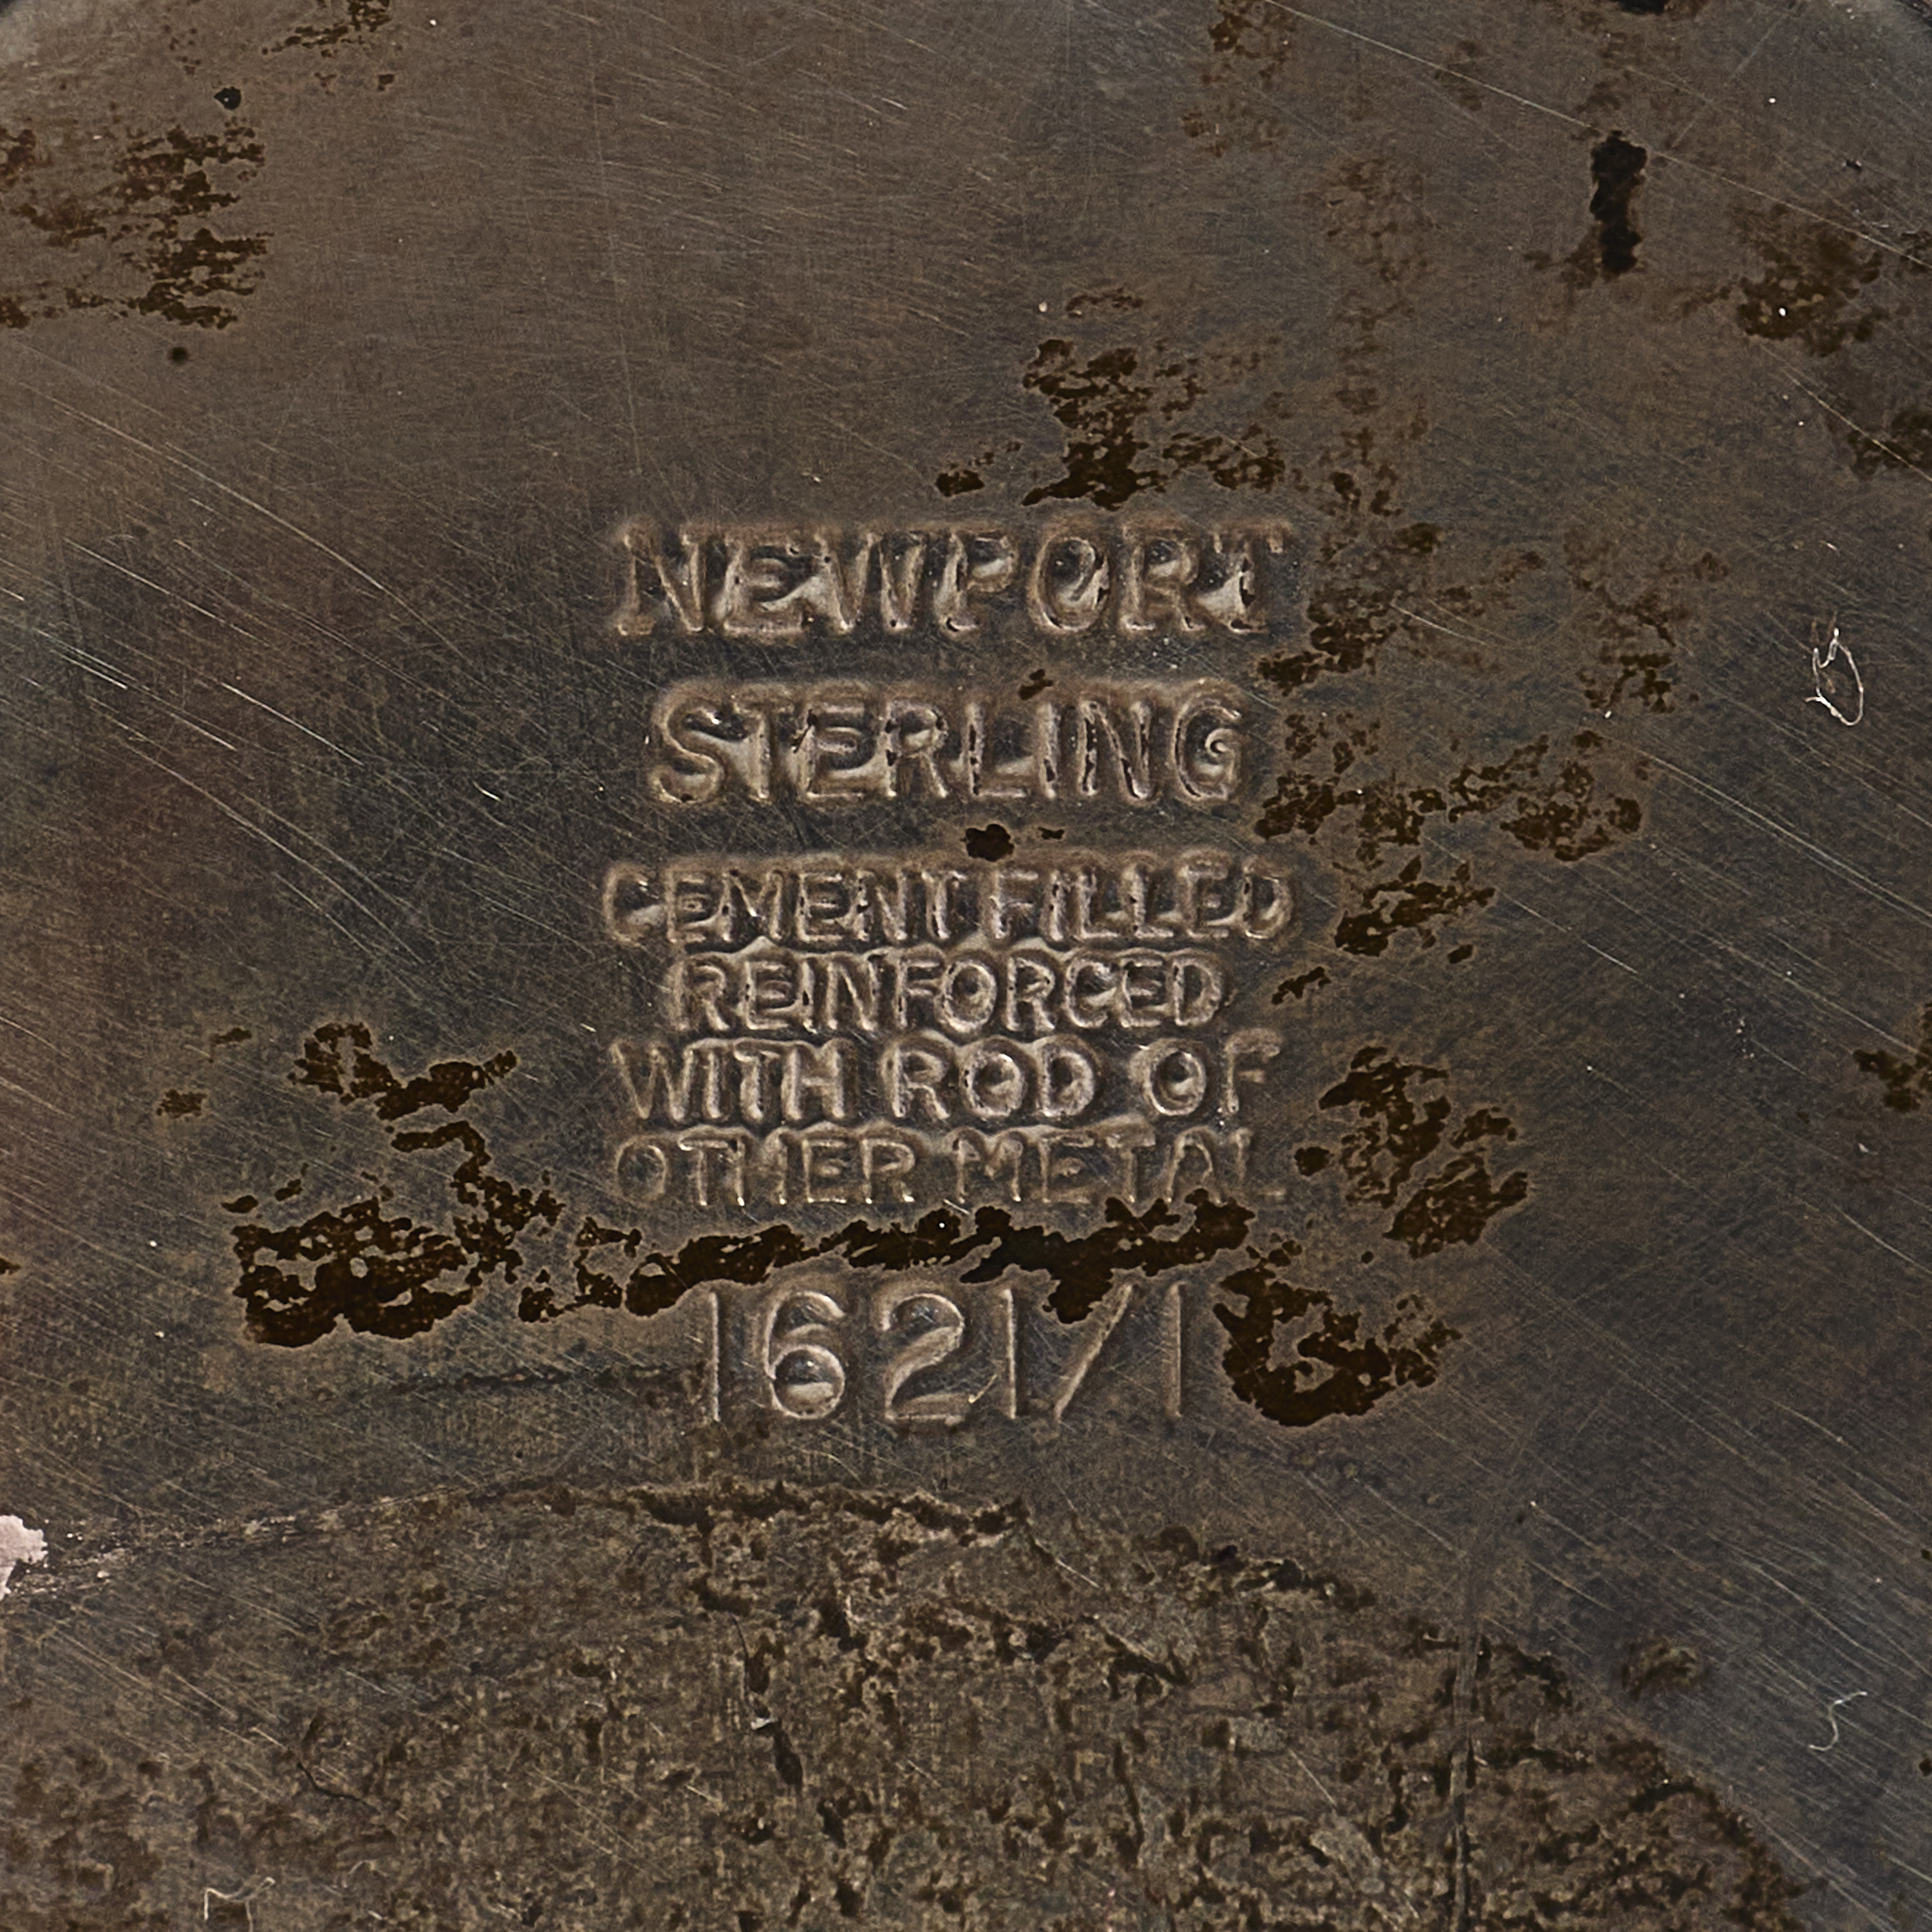 NEWPORT
STERLING
CEMENT FILLED
REINFORCED
WITH ROD OF
OTHER METAL
1621/1